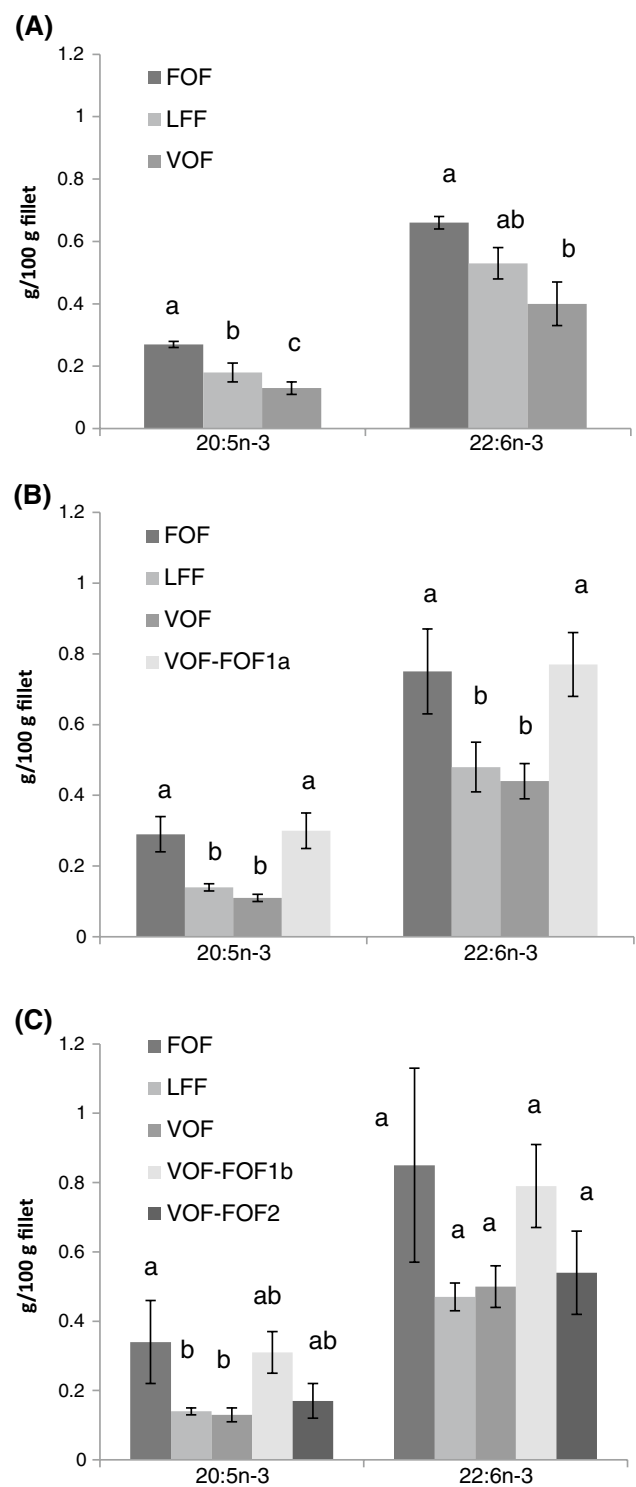 (A)
1.2
1
0.8
0.6
0.4
0.2
0
g/100 g fillet
FOF
LFF
VOF
a
b
c
a
ab
b
20:5n-3
22:6n-3
(B)
1.2
1
0.8
0.6
0.4
0.2
0
g/100 g fillet
FOF
LFF
VOF
VOF-FOF1a
a
b
b
a
a
b
b
a
20:5n-3
22:6n-3
(C)
1.2
1
0.8
0.6
0.4
0.2
0
g/100 g fillet
FOF
LFF
VOF
VOF-FOF1b
VOF-FOF2
a
b
b
ab
ab
a
a
a
a
a
20:5n-3
22:6n-3